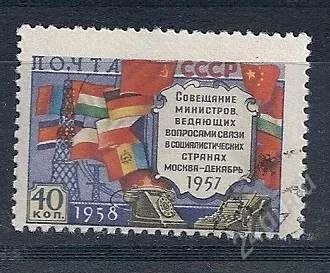 ПОЧТА СССР
СОВЕЩАНИЕ
МИНИСТРОВ,
ВЕДАЮЩИХ
ВОПРОСАМИ СВЯЗИ
В СОЦИАЛИСТИЧЕСКИХ
СТРАНАХ
МОСКВА-ДЕКАБРЬ
1957
40
КОП.
1958